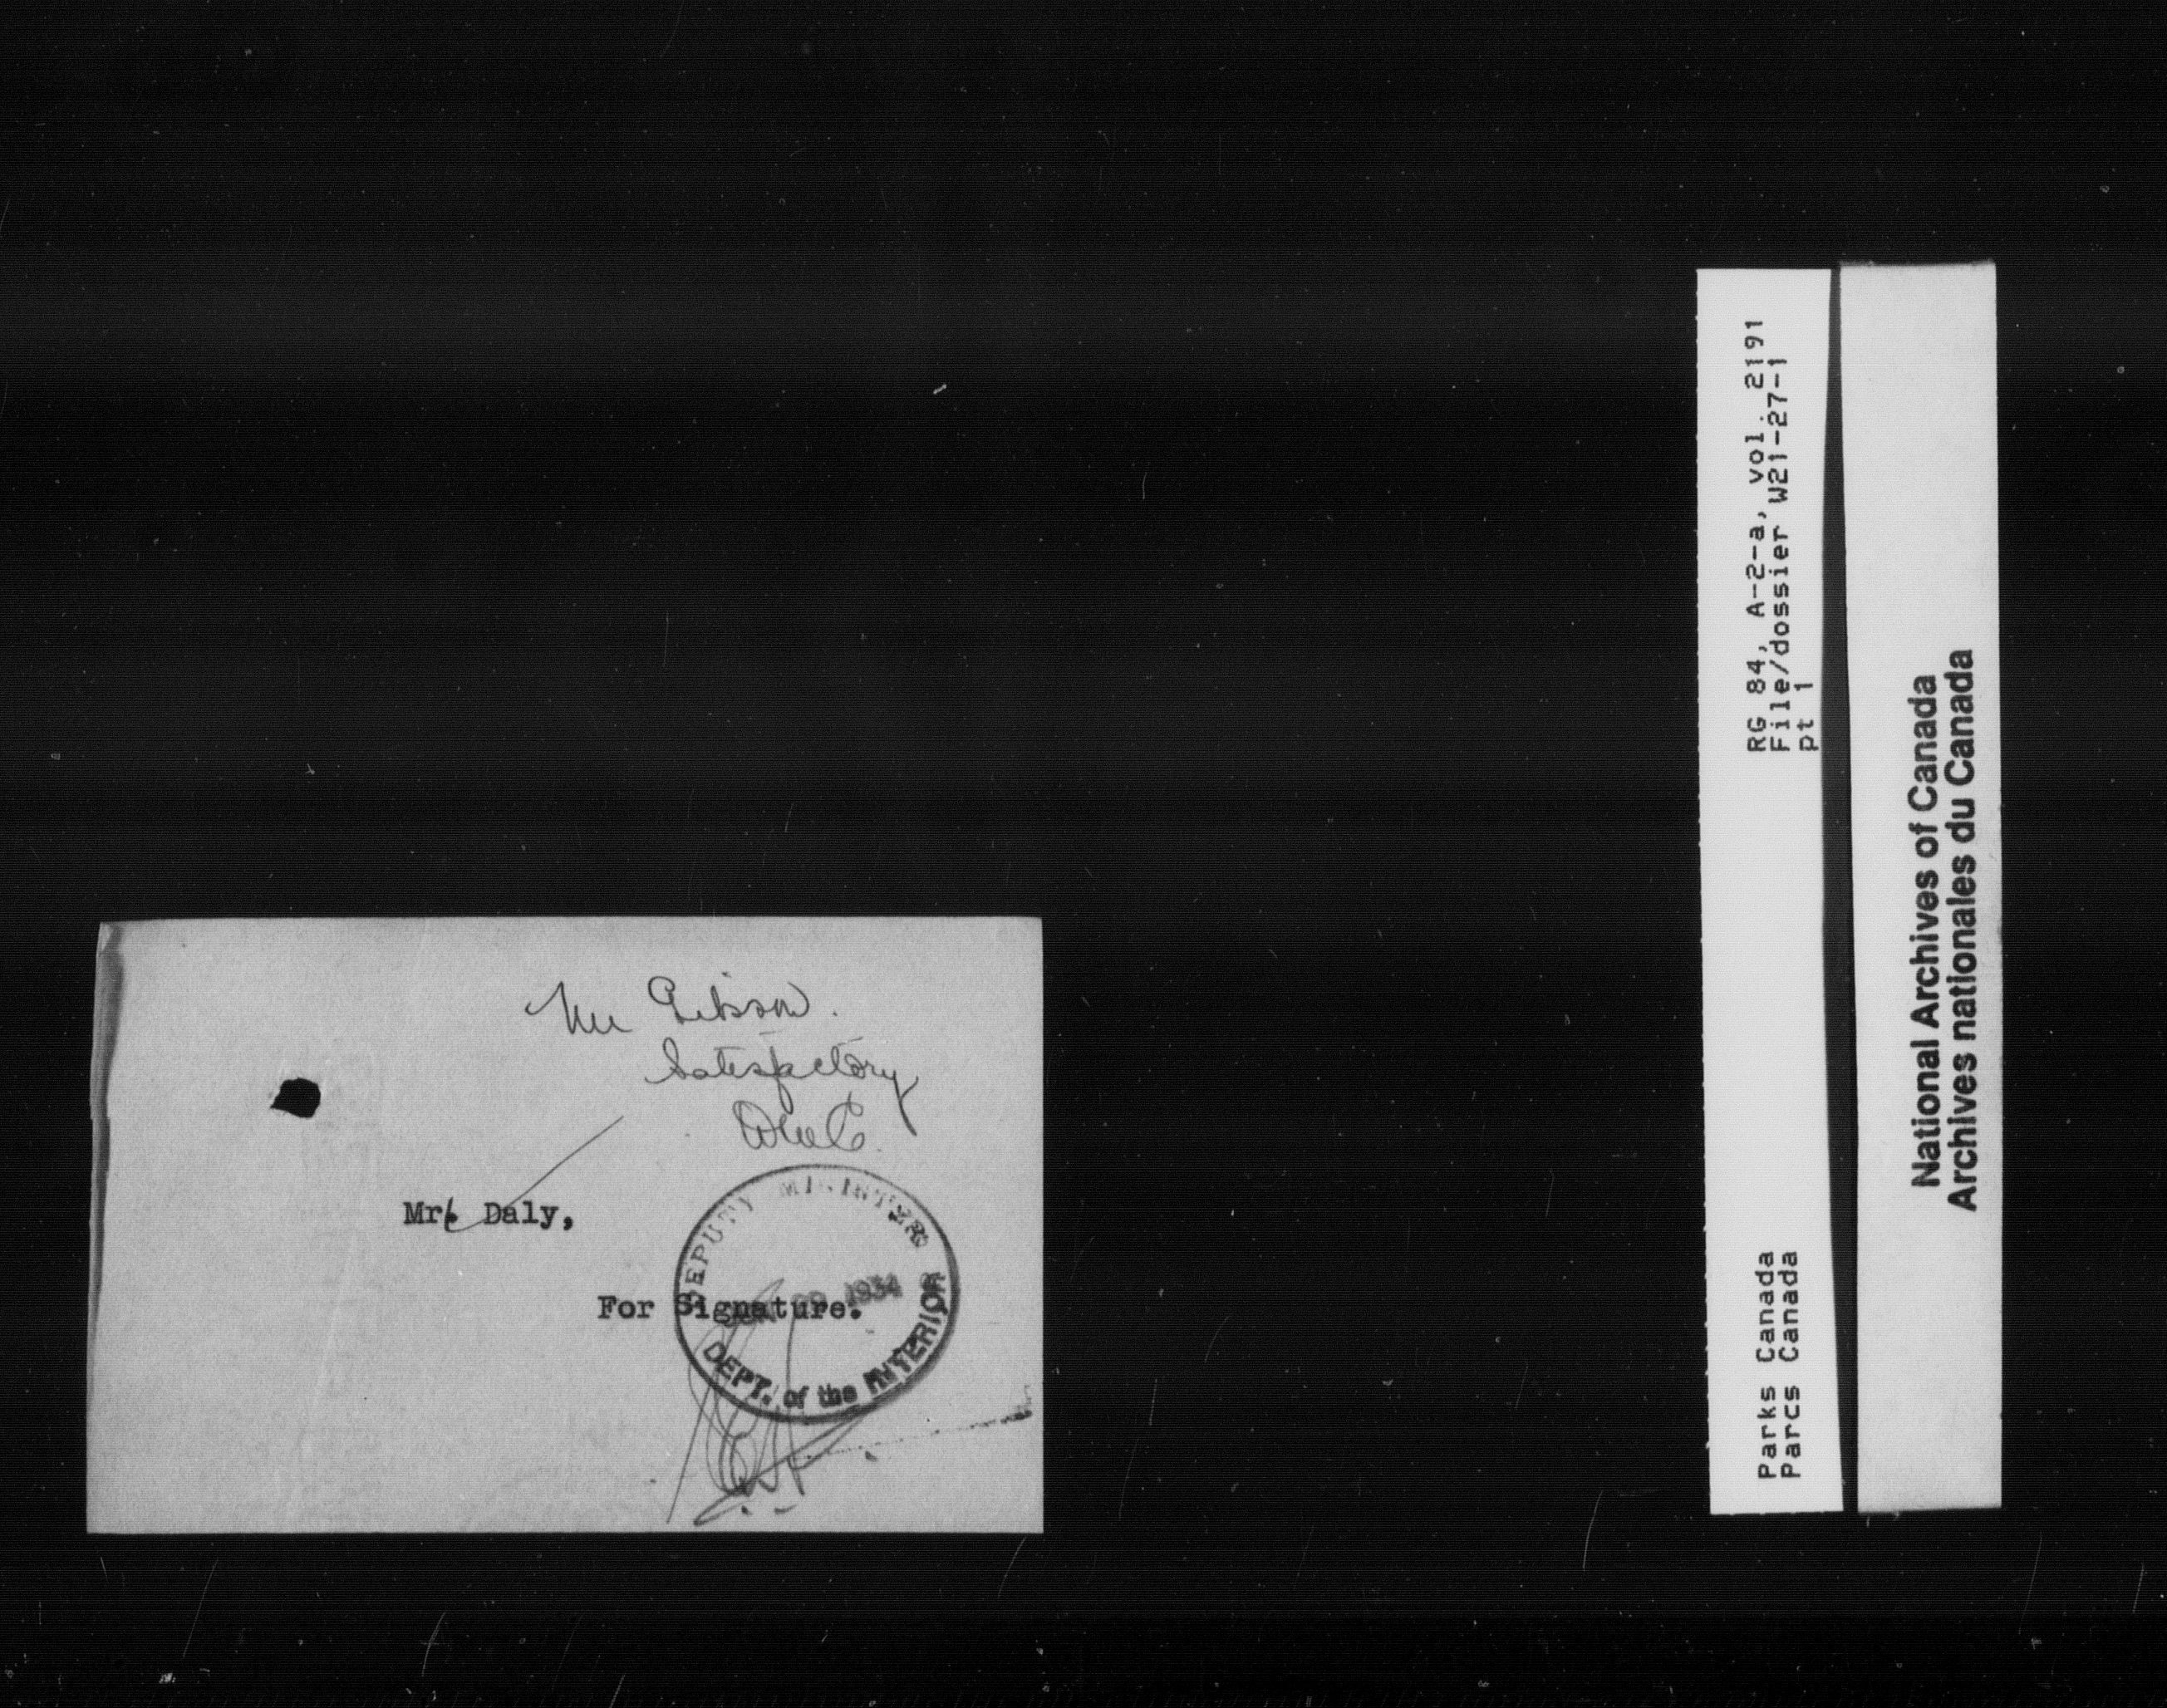 Mr Gibson.
Satisfactory
Mr. Daly,
For Signature.
DEPUTY MINISTER
1934
DEPT. of the INTERIOR
RG 84, A-2-a, vol. 2191
File/dossier W21-27-1
pt 1
Parks Canada
Parcs Canada
National Archives of Canada
Archives nationales du Canada